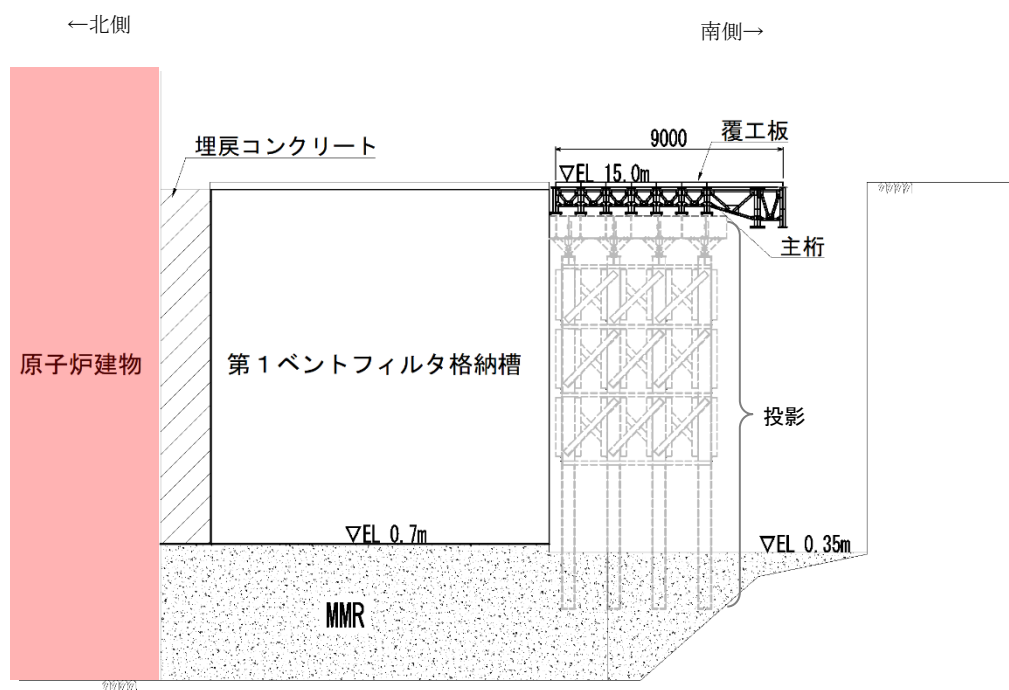 ←北側
南側→
埋戻コンクリート
覆工板
9000
▽EL 15.0m
主桁
原子炉建物
第１ベントフィルタ格納槽
投影
▽EL 0.7m
▽EL 0.35m
MMR